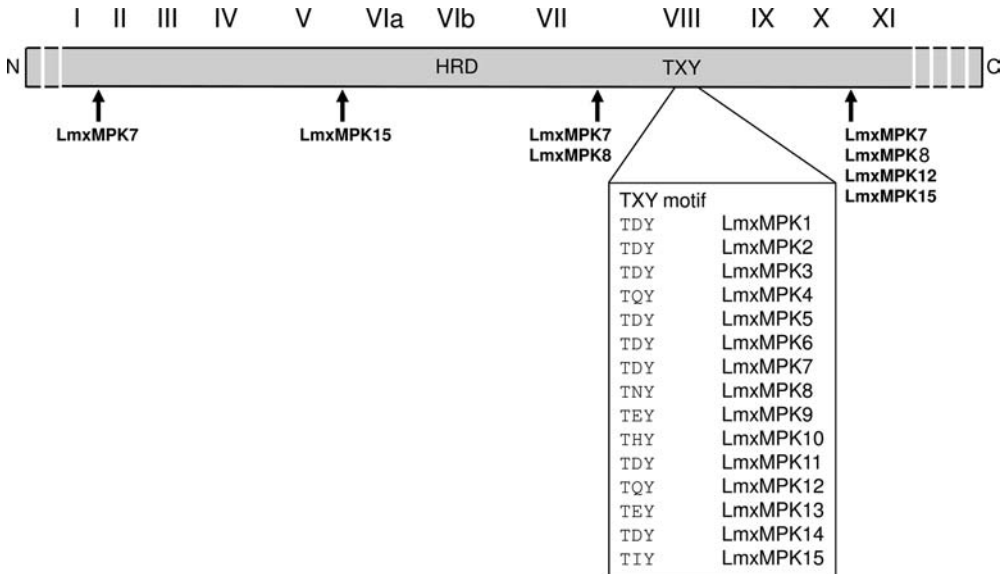 I II III IV V VIa VIb VII VIII IX X XI
N HRD TXY C
LmxMPK7 LmxMPK15 LmxMPK7 LmxMPK7
LmxMPK8 LmxMPK8
LmxMPK12
LmxMPK15
TXY motif
TDY LmxMPK1
TDY LmxMPK2
TDY LmxMPK3
TQY LmxMPK4
TDY LmxMPK5
TDY LmxMPK6
TDY LmxMPK7
TNY LmxMPK8
TEY LmxMPK9
THY LmxMPK10
TDY LmxMPK11
TQY LmxMPK12
TEY LmxMPK13
TDY LmxMPK14
TIY LmxMPK15